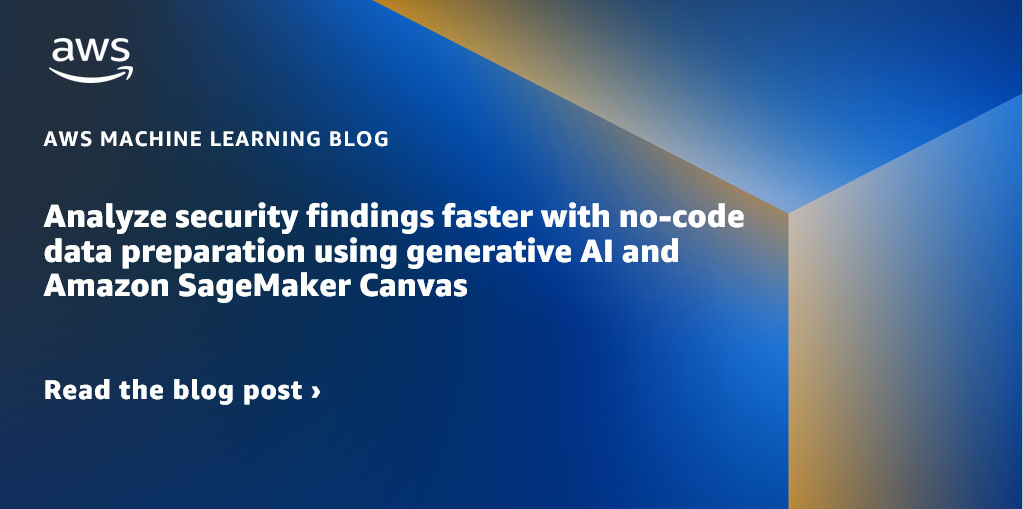 aws
AWS MACHINE LEARNING BLOG
Analyze security findings faster with no-code
data preparation using generative AI and
Amazon SageMaker Canvas
Read the blog post ›